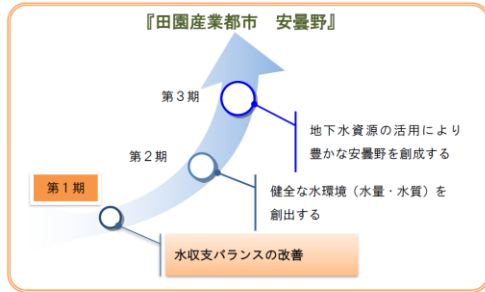 『田園産業都市 安曇野』
第3期
地下水資源の活用により
豊かな安曇野を創成する
第2期
健全な水環境(水量・水質)を
創出する
第1期
水収支バランスの改善